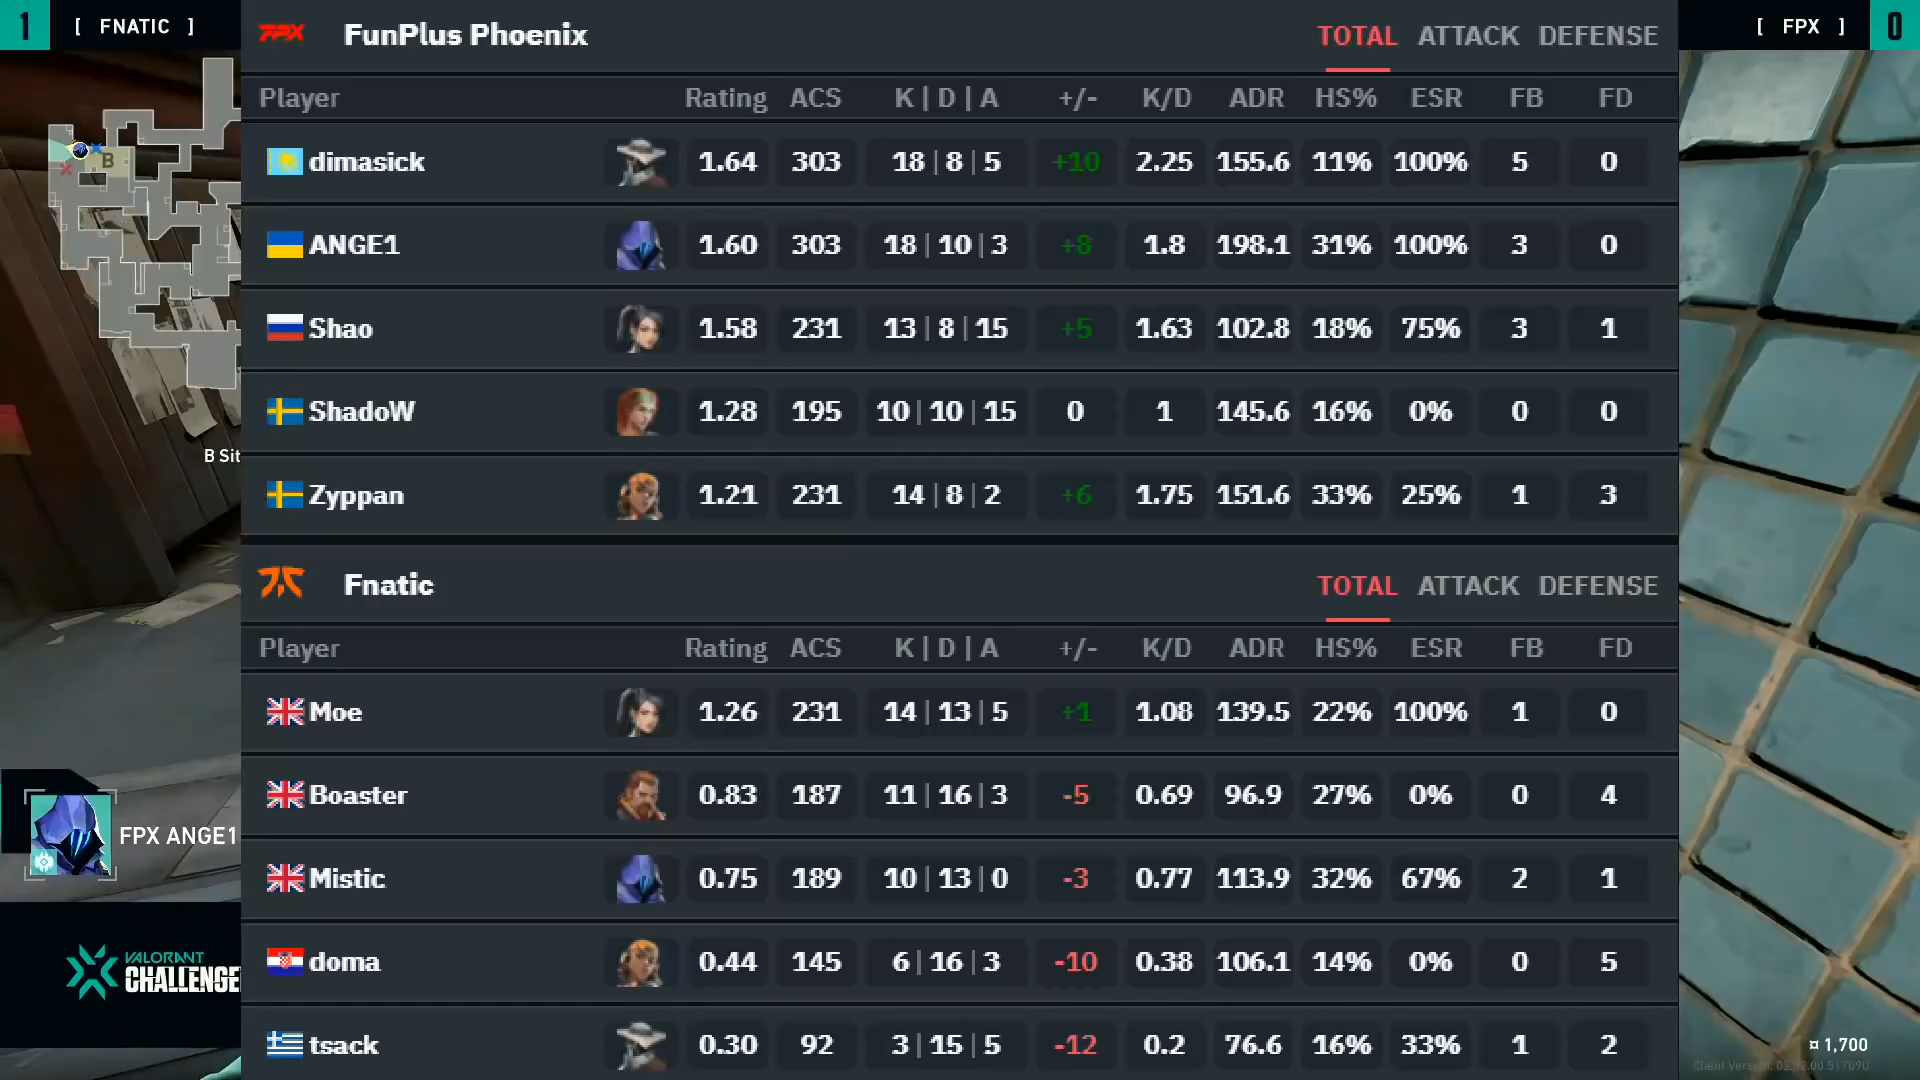 1 [ FNATIC ]
FPX FunPlus Phoenix TOTAL ATTACK DEFENSE
[ FPX ] 0
Player Rating ACS K | D | A +/- K/D ADR HS% ESR FB FD
dimasick 1.64 303 18 | 8 | 5 +10 2.25 155.6 11% 100% 5 0
ANGE1 1.60 303 18 | 10 | 3 +8 1.8 198.1 31% 100% 3 0
Shao 1.58 231 13 | 8 | 15 +5 1.63 102.8 18% 75% 3 1
ShadoW 1.28 195 10 | 10 | 15 0 1 145.6 16% 0% 0 0
Zyppan 1.21 231 14 | 8 | 2 +6 1.75 151.6 33% 25% 1 3
B
B Sit
Fnatic TOTAL ATTACK DEFENSE
Player Rating ACS K | D | A +/- K/D ADR HS% ESR FB FD
Moe 1.26 231 14 | 13 | 5 +1 1.08 139.5 22% 100% 1 0
Boaster 0.83 187 11 | 16 | 3 -5 0.69 96.9 27% 0% 0 4
Mistic 0.75 189 10 | 13 | 0 -3 0.77 113.9 32% 67% 2 1
doma 0.44 145 6 | 16 | 3 -10 0.38 106.1 14% 0% 0 5
tsack 0.30 92 3 | 15 | 5 -12 0.2 76.6 16% 33% 1 2
FPX ANGE1
VALORANT
CHALLENGE
¤ 1,700